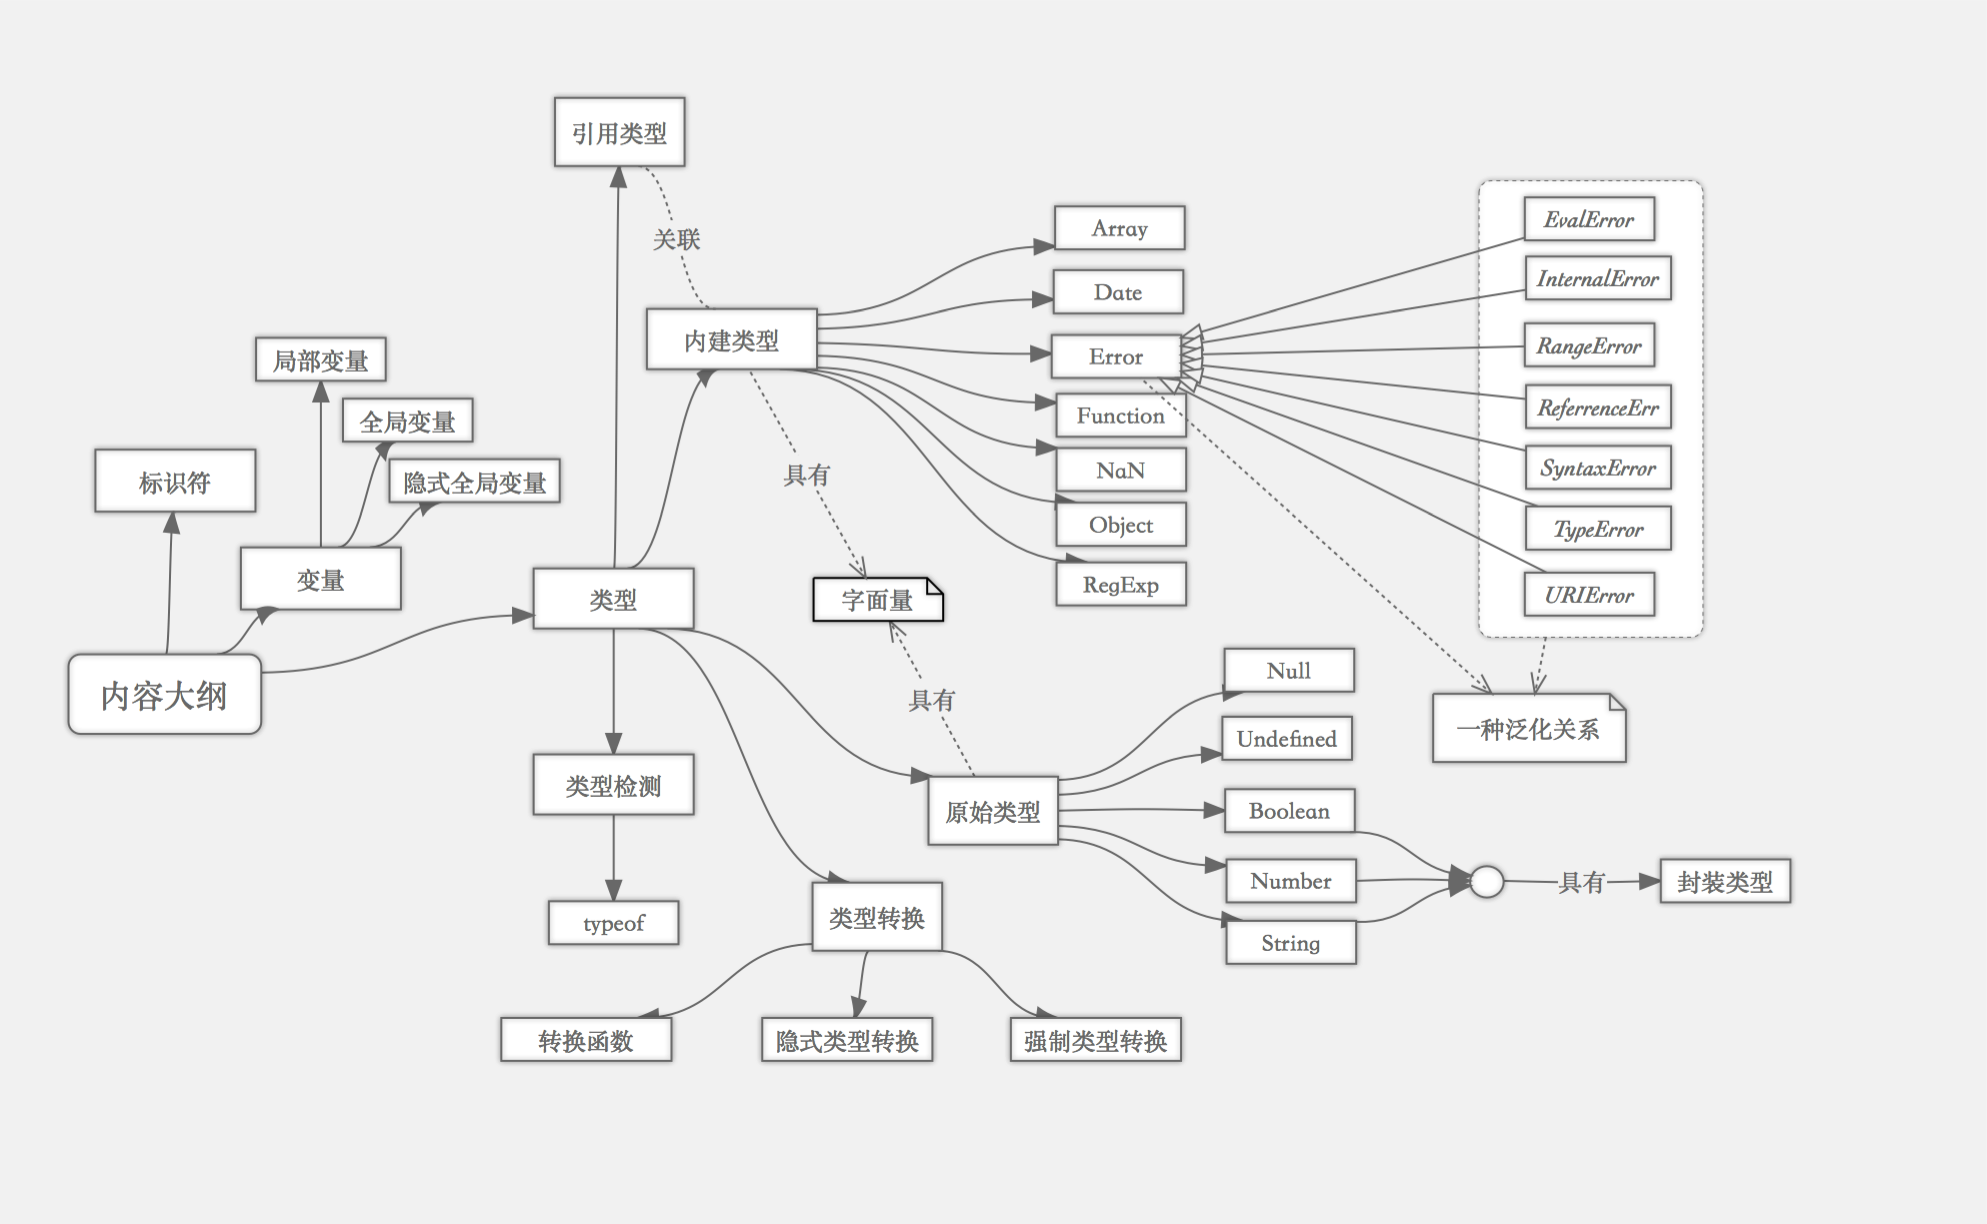 引用类型
关联
内建类型
Array
Date
Error
Function
NaN
Object
RegExp
EvalError
InternalError
RangeError
ReferrenceErr
SyntaxError
TypeError
URIError
一种泛化关系
局部变量
全局变量
隐式全局变量
标识符
变量
内容大纲
类型
具有
字面量
具有
原始类型
Null
Undefined
Boolean
Number
String
具有
封装类型
类型检测
typeof
类型转换
转换函数
隐式类型转换
强制类型转换